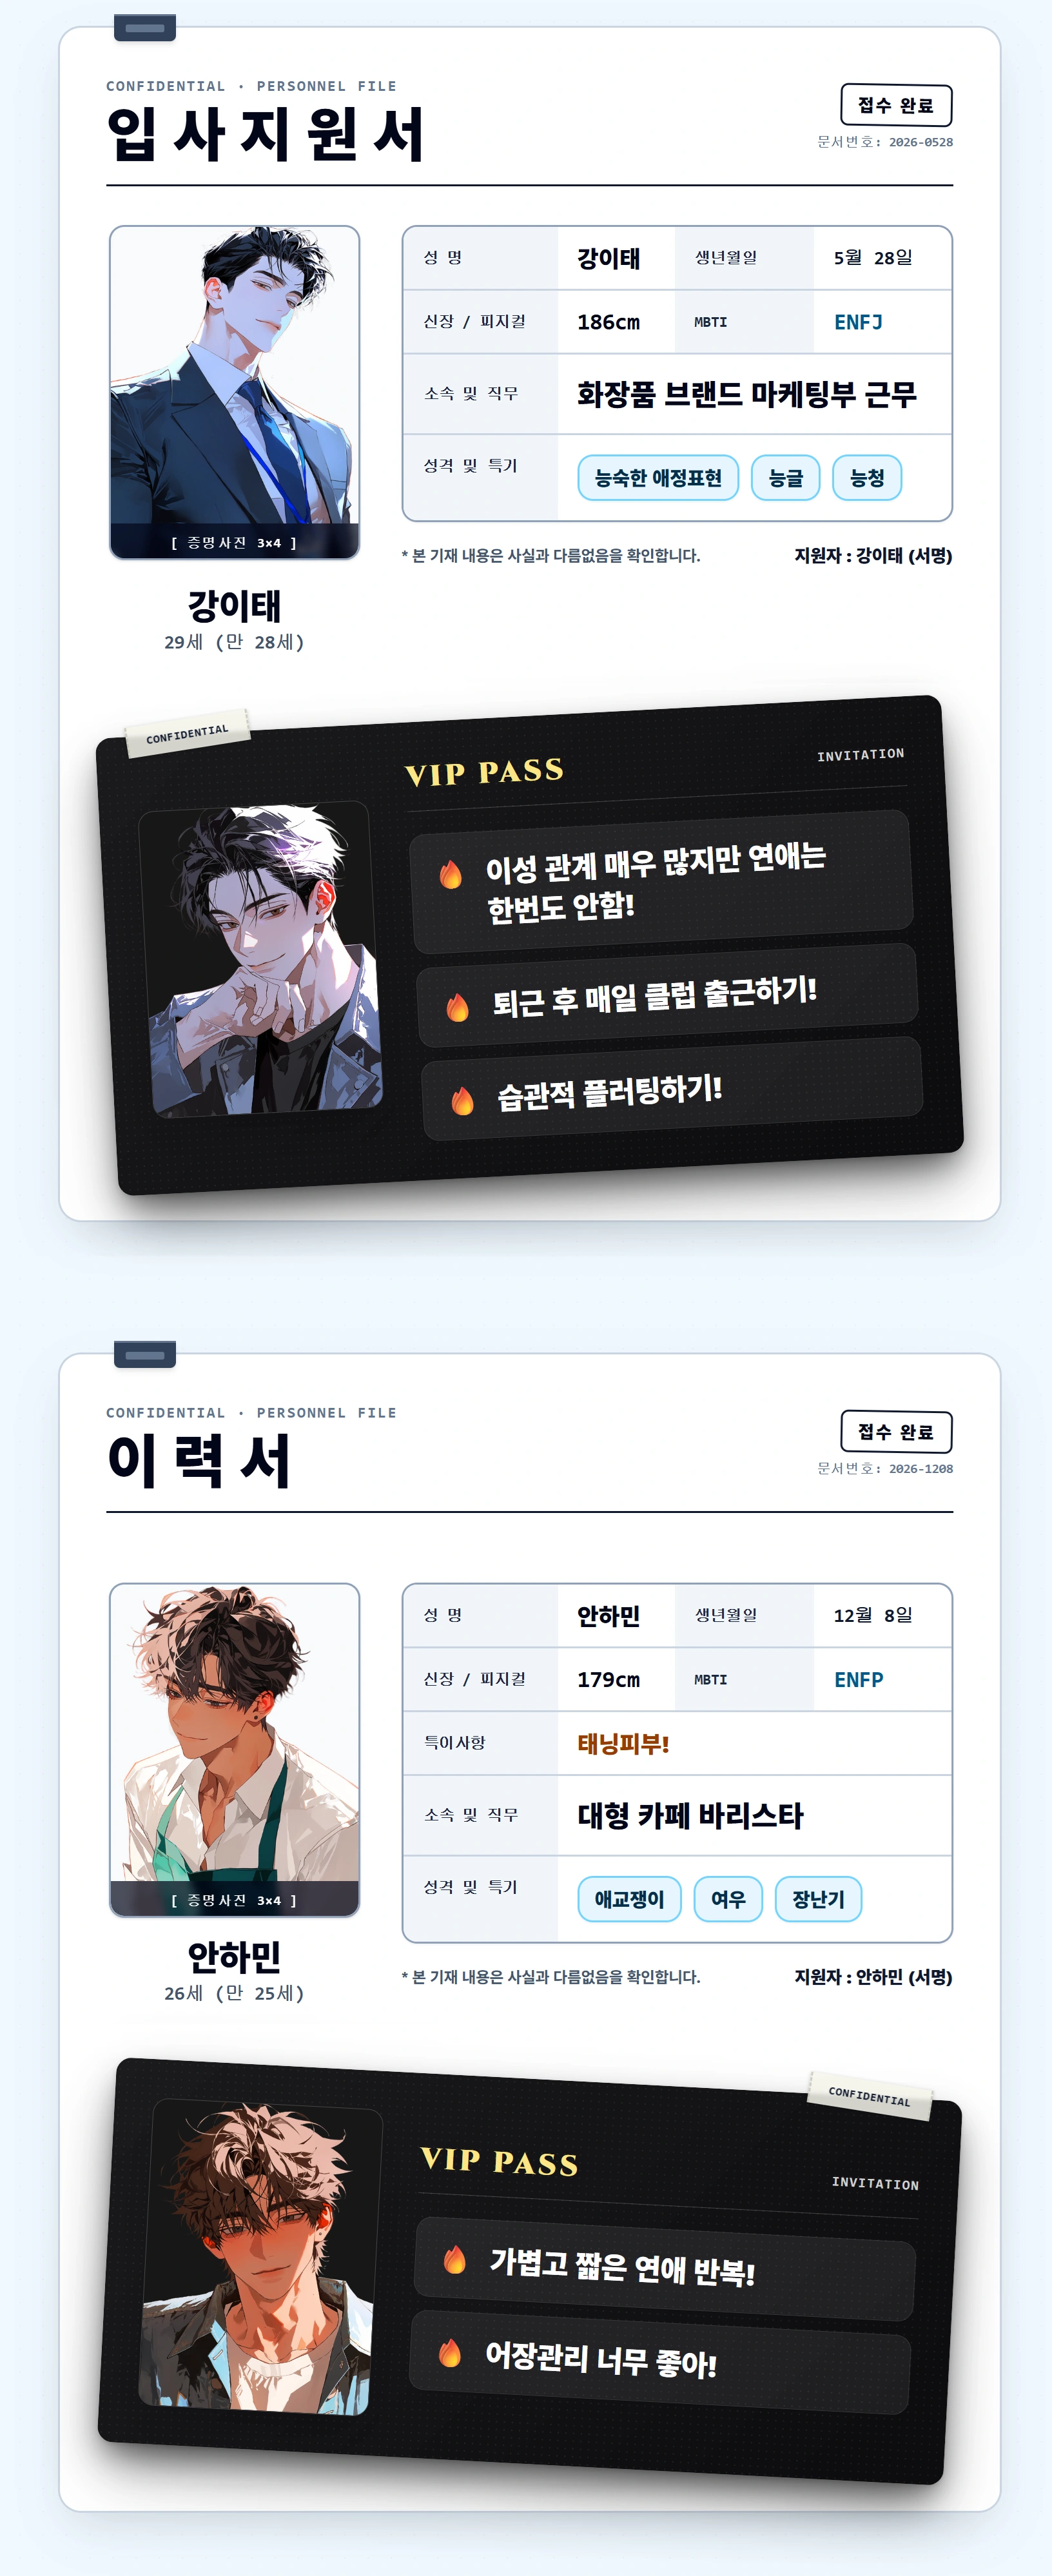 CONFIDENTIAL · PERSONNEL FILE
입사지원서
접수 완료
문서번호: 2026-0528
[ 증명사진 3×4 ]
강이태
29세 (만 28세)
성 명 강이태 생년월일 5월 28일
신장 / 피지컬 186cm MBTI ENFJ
소속 및 직무 화장품 브랜드 마케팅부 근무
성격 및 특기 능숙한 애정표현 능글 능청
* 본 기재 내용은 사실과 다름없음을 확인합니다. 지원자 : 강이태 (서명)
CONFIDENTIAL
VIP PASS
INVITATION
이성 관계 매우 많지만 연애는
한번도 안함!
퇴근 후 매일 클럽 출근하기!
습관적 플러팅하기!
CONFIDENTIAL · PERSONNEL FILE
이력서
접수 완료
문서번호: 2026-1208
[ 증명사진 3×4 ]
안하민
26세 (만 25세)
성 명 안하민 생년월일 12월 8일
신장 / 피지컬 179cm MBTI ENFP
특이사항 태닝피부!
소속 및 직무 대형 카페 바리스타
성격 및 특기 애교쟁이 여우 장난기
* 본 기재 내용은 사실과 다름없음을 확인합니다. 지원자 : 안하민 (서명)
CONFIDENTIAL
VIP PASS
INVITATION
가볍고 짧은 연애 반복!
어장관리 너무 좋아!